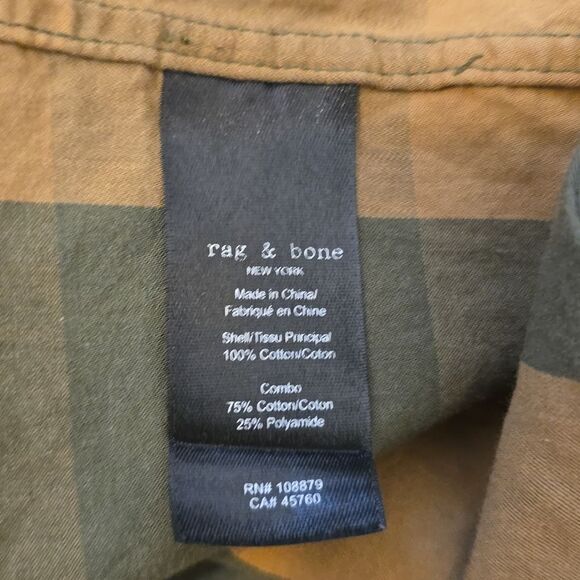 rag & bone
NEW YORK
Made in China/
Fabriqué en Chine
Shell/Tissu Principal
100% Cotton/Coton
Combo
75% Cotton/Coton
25% Polyamide
RN# 108879
CA# 45760